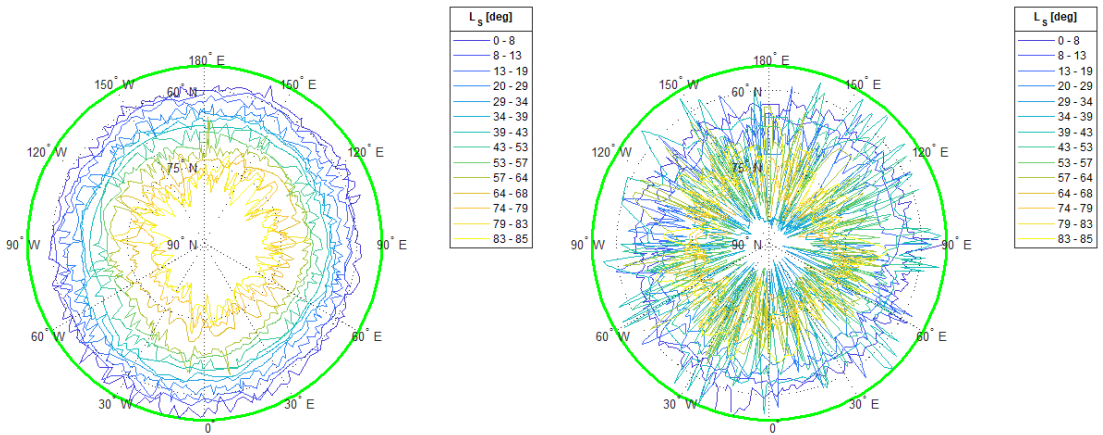 L_S [deg]
0 - 8
8 - 13
13 - 19
20 - 29
29 - 34
34 - 39
39 - 43
43 - 53
53 - 57
57 - 64
64 - 68
74 - 79
79 - 83
83 - 85
180° E
150° W
150° E
60° N
120° W
120° E
75° N
90° W
90° N
90° E
60° W
60° E
30° W
30° E
0°
L_S [deg]
0 - 8
8 - 13
13 - 19
20 - 29
29 - 34
34 - 39
39 - 43
43 - 53
53 - 57
57 - 64
64 - 68
74 - 79
79 - 83
83 - 85
180° E
150° W
150° E
60° N
120° W
120° E
75° N
90° W
90° N
90° E
60° W
60° E
30° W
30° E
0°